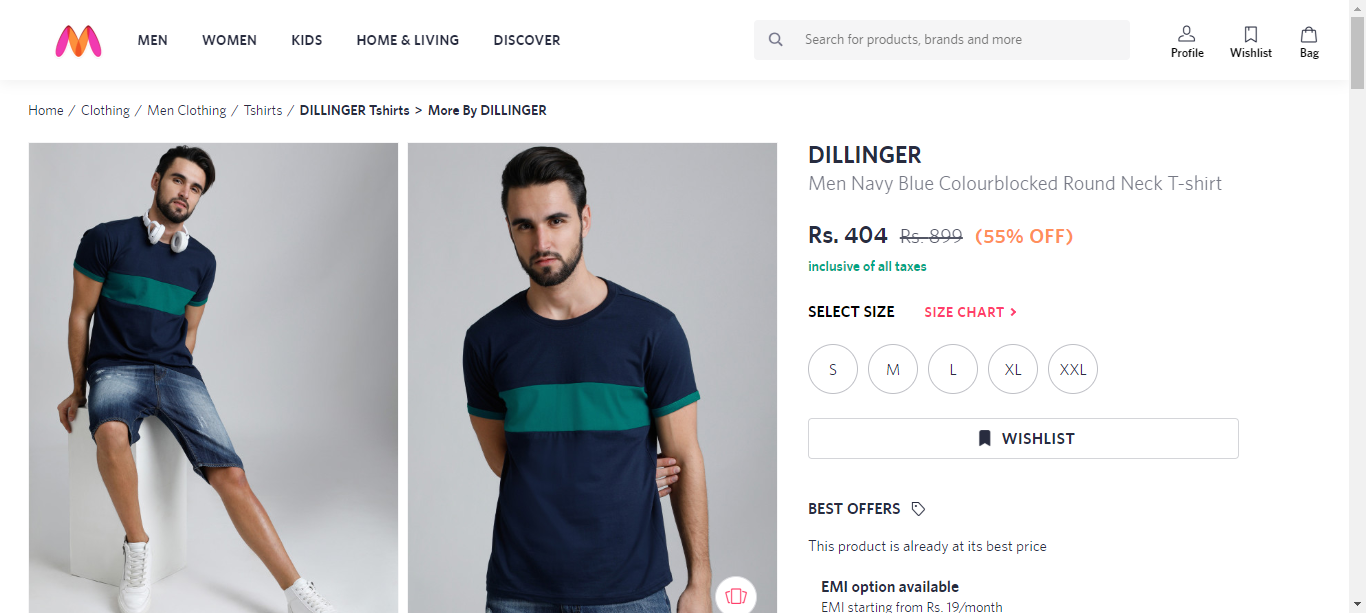 MEN WOMEN KIDS HOME & LIVING DISCOVER
Search for products, brands and more
Profile Wishlist Bag
Home / Clothing / Men Clothing / Tshirts / DILLINGER Tshirts > More By DILLINGER
DILLINGER
Men Navy Blue Colourblocked Round Neck T-shirt
Rs. 404 Rs. 899 (55% OFF)
inclusive of all taxes
SELECT SIZE SIZE CHART >
S M L XL XXL
WISHLIST
BEST OFFERS
This product is already at its best price
EMI option available
EMI starting from Rs. 19/month